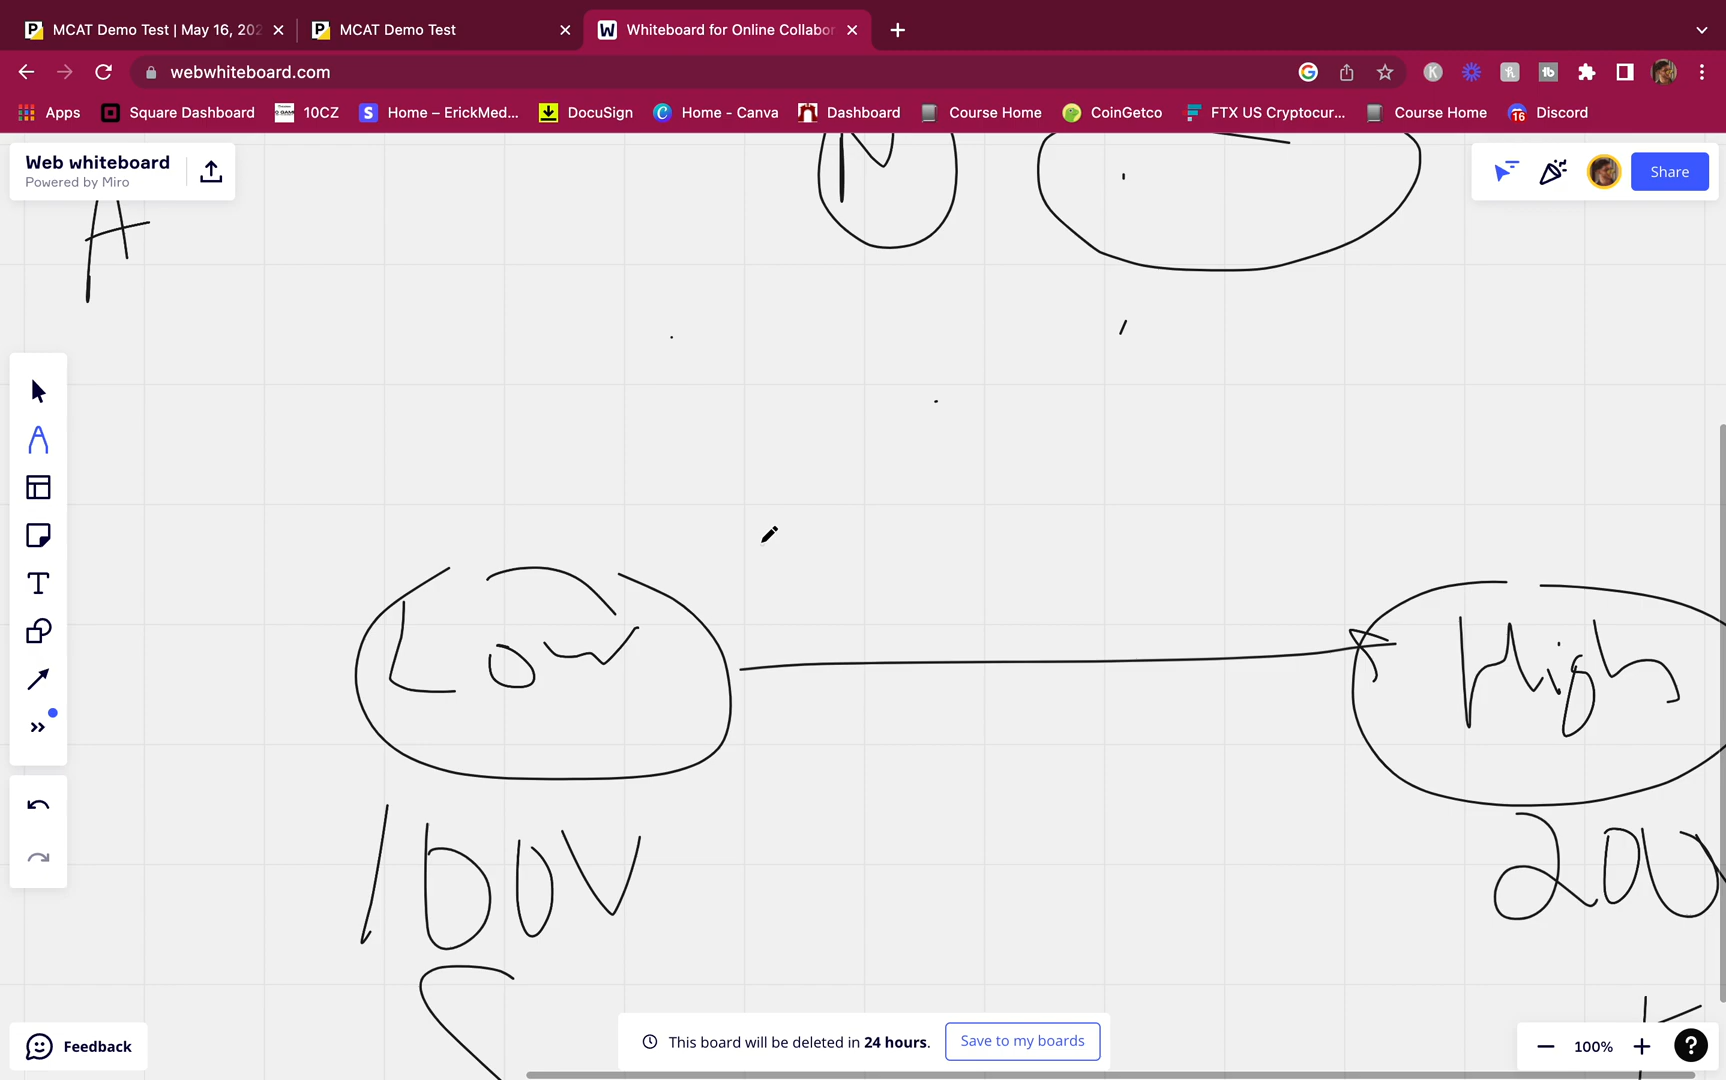 MCAT Demo Test | May 16, 202
MCAT Demo Test
Whiteboard for Online Collabor
webwhiteboard.com
Apps
Square Dashboard
10CZ
Home – ErickMed...
DocuSign
Home - Canva
Dashboard
Course Home
CoinGetco
FTX US Cryptocur...
Course Home
16
Discord
Web whiteboard
Powered by Miro
Share
A
N
Low
High
100V
200
Feedback
This board will be deleted in 24 hours.
Save to my boards
100%